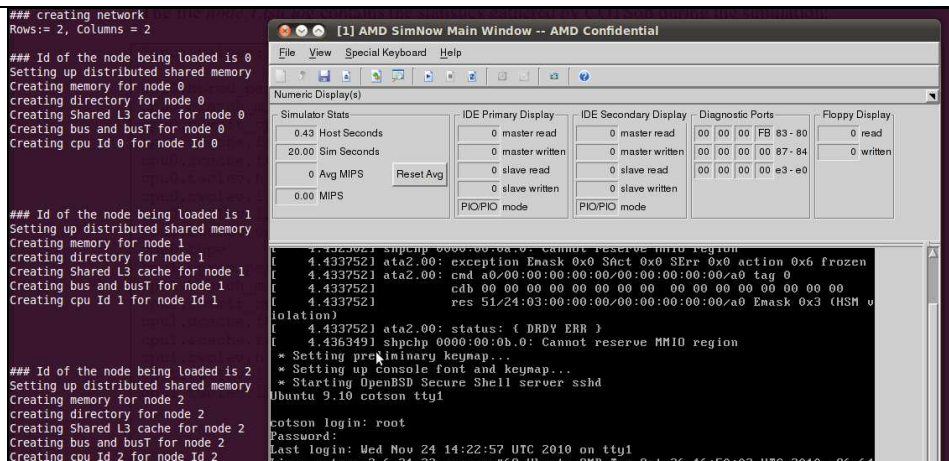 ### creating network
Rows:= 2, Columns = 2
### Id of the node being loaded is 0
Setting up distributed shared memory
Creating memory for node 0
creating directory for node 0
Creating Shared L3 cache for node 0
Creating bus and busT for node 0
Creating cpu Id 0 for node Id 0
### Id of the node being loaded is 1
Setting up distributed shared memory
Creating memory for node 1
creating directory for node 1
Creating Shared L3 cache for node 1
Creating bus and busT for node 1
Creating cpu Id 1 for node Id 1
### Id of the node being loaded is 2
Setting up distributed shared memory
Creating memory for node 2
creating directory for node 2
Creating Shared L3 cache for node 2
Creating bus and busT for node 2
Creating cpu Id 2 for node Id 2
[1] AMD SimNow Main Window -- AMD Confidential
File View Special Keyboard Help
Numeric Display(s)
Simulator Stats
0.43 Host Seconds
20.00 Sim Seconds
0 Avg MIPS Reset Avg
0.00 MIPS
IDE Primary Display
0 master read
0 master written
0 slave read
0 slave written
PIO/PIO mode
IDE Secondary Display
0 master read
0 master written
0 slave read
0 slave written
PIO/PIO mode
Diagnostic Ports
00 00 00 FB 83 - 80
00 00 00 00 87 - 84
00 00 00 00 e3 - e0
Floppy Display
0 read
0 written
[ 4.432302] shpchp 0000:00:0a.0: Cannot reserve MMIO region
[ 4.433752] ata2.00: exception Emask 0x0 SAct 0x0 SErr 0x0 action 0x6 frozen
[ 4.433752] ata2.00: cmd a0/00:00:00:00:00/00:00:00:00:00/a0 tag 0
[ 4.433752] cdb 00 00 00 00 00 00 00 00 00 00 00 00 00 00 00 00
[ 4.433752] res 51/24:03:00:00:00/00:00:00:00:00/a0 Emask 0x3 (HSM v
iolation)
[ 4.433752] ata2.00: status: { DRDY ERR }
[ 4.436349] shpchp 0000:00:0b.0: Cannot reserve MMIO region
* Setting preliminary keymap...
* Setting up console font and keymap...
* Starting OpenBSD Secure Shell server sshd
Ubuntu 9.10 cotson tty1
cotson login: root
Password:
Last login: Wed Nov 24 14:22:57 UTC 2010 on tty1